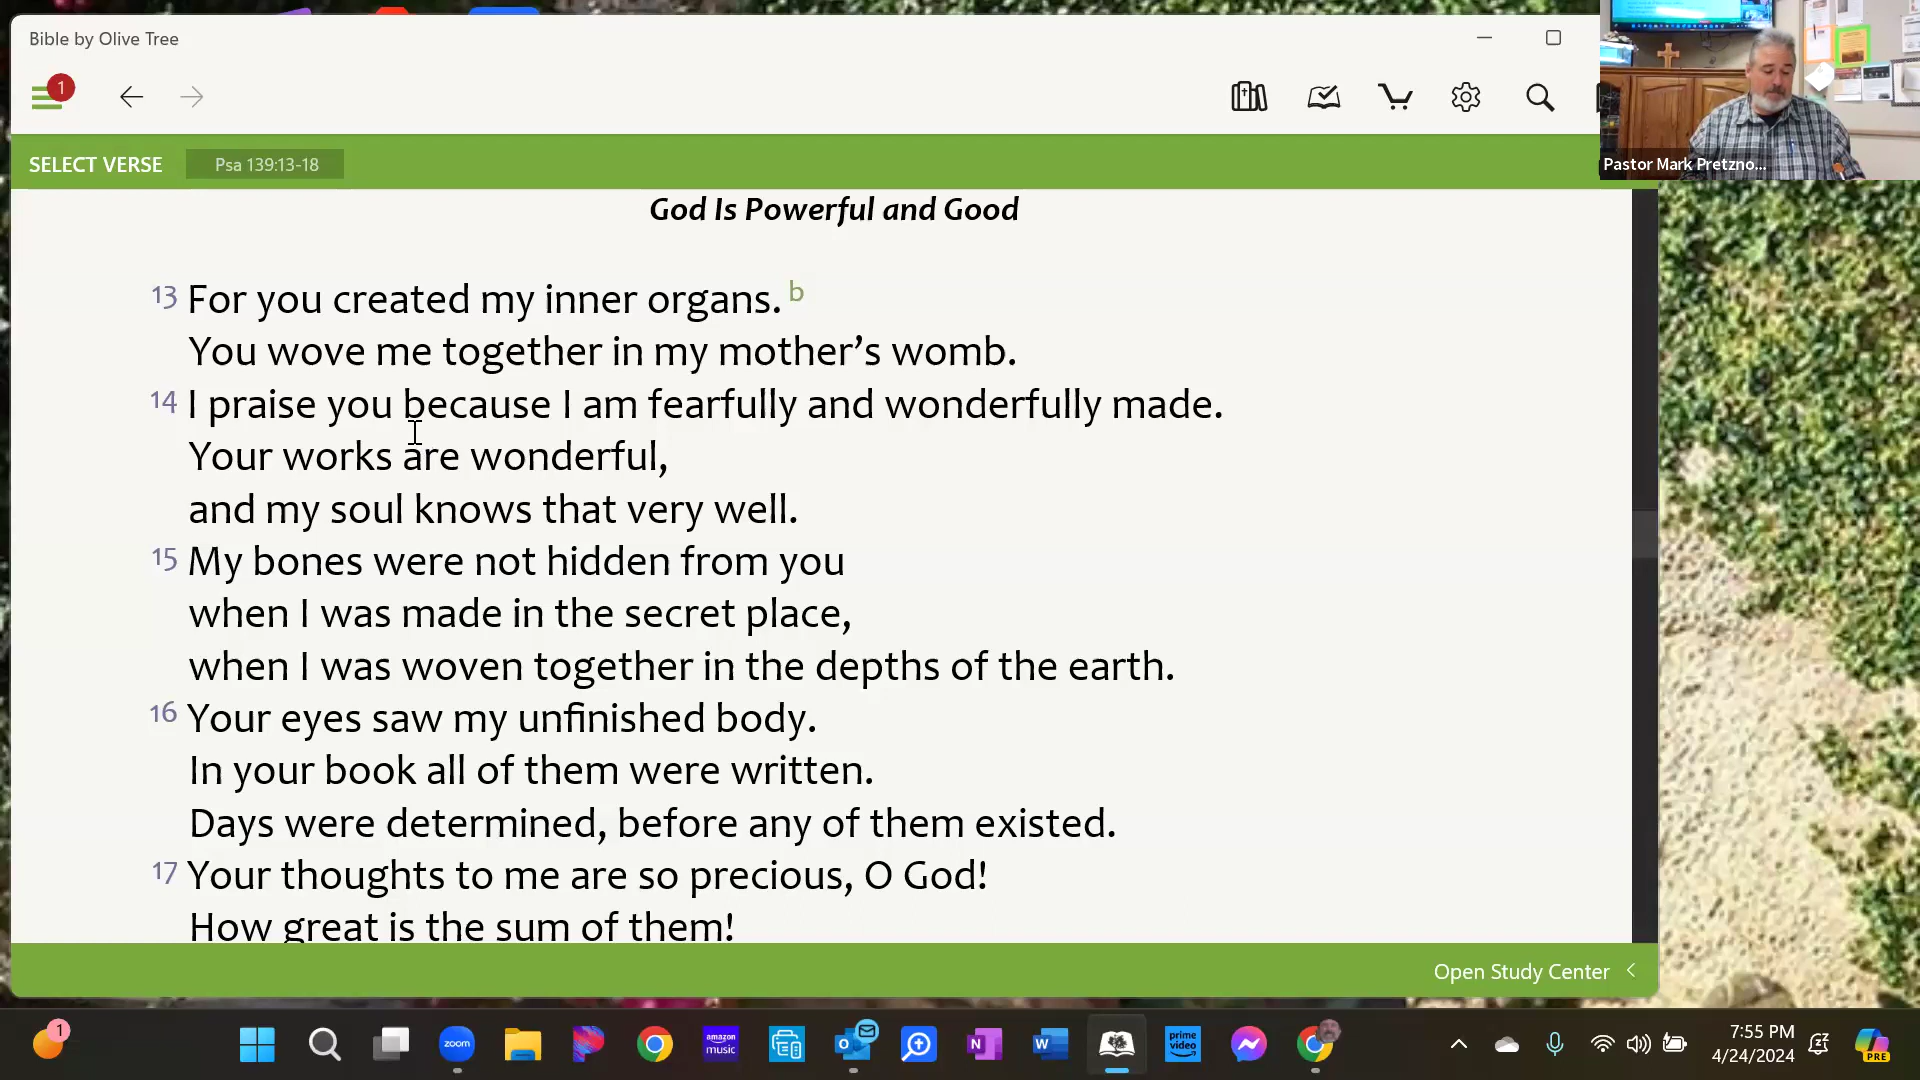 Bible by Olive Tree
1
SELECT VERSE
Psa 139:13-18
Pastor Mark Pretzno...
God Is Powerful and Good
13 For you created my inner organs. b
You wove me together in my mother’s womb.
14 I praise you because I am fearfully and wonderfully made.
Your works are wonderful,
and my soul knows that very well.
15 My bones were not hidden from you
when I was made in the secret place,
when I was woven together in the depths of the earth.
16 Your eyes saw my unfinished body.
In your book all of them were written.
Days were determined, before any of them existed.
17 Your thoughts to me are so precious, O God!
How great is the sum of them!
Open Study Center
1
zoom
amazon music
O
N
W
prime video
PRE
7:55 PM
4/24/2024